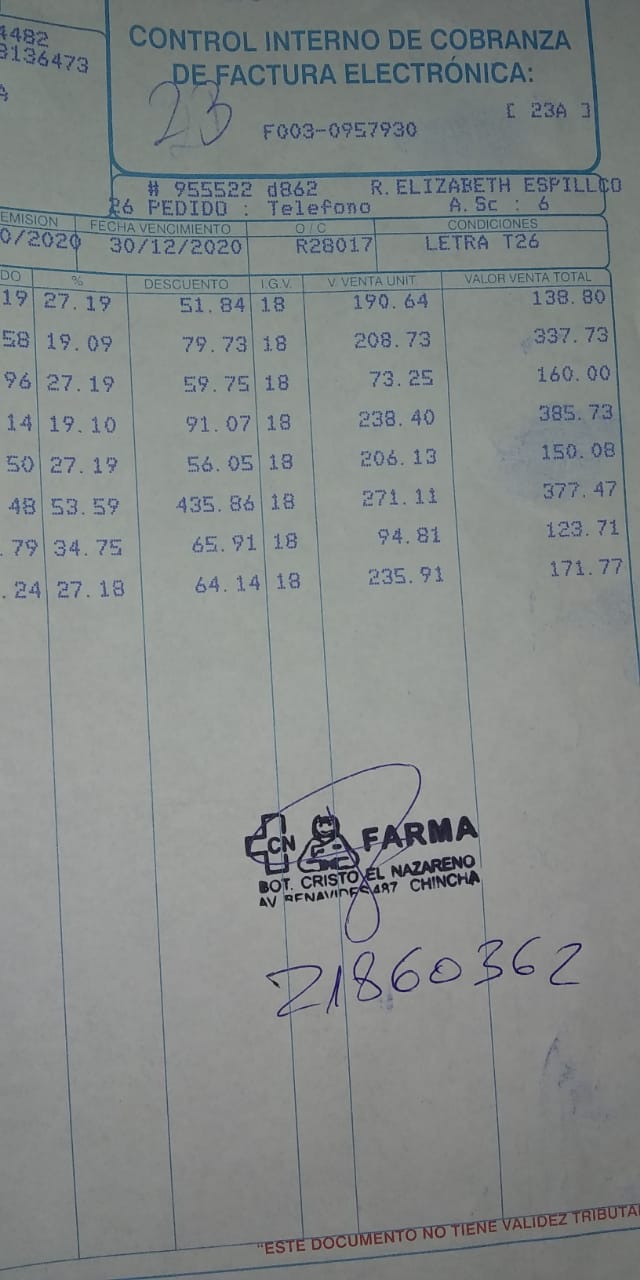 4482
3136473
A
CONTROL INTERNO DE COBRANZA
DE FACTURA ELECTRÓNICA:
23
[ 23A ]
F003-0957930
# 955522 d862 R.ELIZABETH ESPILLCO
26 PEDIDO : Telefono A.Sc : 6
EMISION FECHA VENCIMIENTO O / C CONDICIONES
0/2020 30/12/2020 R28017 LETRA T26
DO % DESCUENTO I.G.V. V. VENTA UNIT. VALOR VENTA TOTAL
19 27.19 51.84 18 190.64 138.80
58 19.09 79.73 18 208.73 337.73
96 27.19 59.75 18 73.25 160.00
14 19.10 91.07 18 238.40 385.73
50 27.19 56.05 18 206.13 150.08
48 53.59 435.86 18 271.11 377.47
.79 34.75 65.91 18 94.81 123.71
.24 27.18 64.14 18 235.91 171.77
CN FARMA
BOT. CRISTO EL NAZARENO
AV BENAVIDES 487 CHINCHA
21860362
"ESTE DOCUMENTO NO TIENE VALIDEZ TRIBUTA